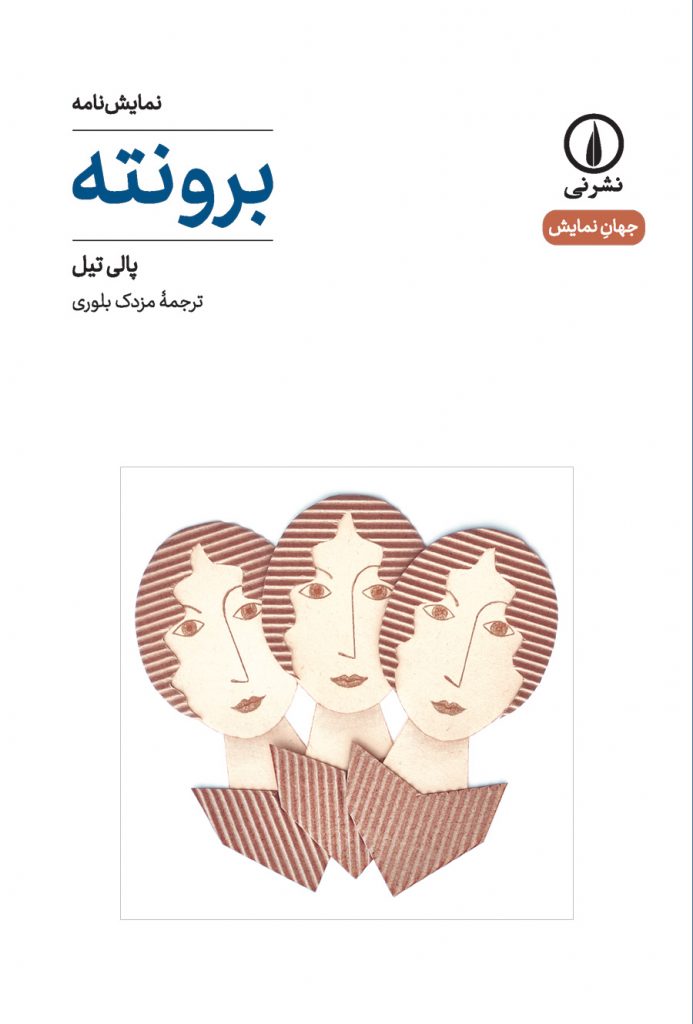 نمایش‌نامه
برونته
پالی تیل
ترجمهٔ مزدک بلوری
نشرنی
جهانِ نمایش